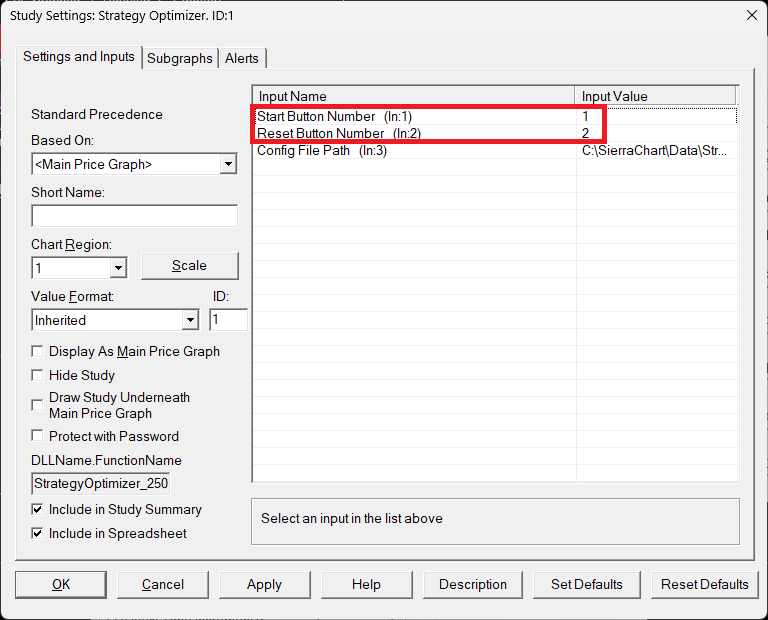 Study Settings: Strategy Optimizer. ID:1
Settings and Inputs
Subgraphs
Alerts
Standard Precedence
Based On:
<Main Price Graph>
Short Name:
Chart Region:
1
Scale
Value Format:
ID:
Inherited
1
Display As Main Price Graph
Hide Study
Draw Study Underneath
Main Price Graph
Protect with Password
DLLName.FunctionName
StrategyOptimizer_250
Include in Study Summary
Include in Spreadsheet
Input Name Input Value
Start Button Number (In:1) 1
Reset Button Number (In:2) 2
Config File Path (In:3) C:\SierraChart\Data\Str...
Select an input in the list above
OK
Cancel
Apply
Help
Description
Set Defaults
Reset Defaults